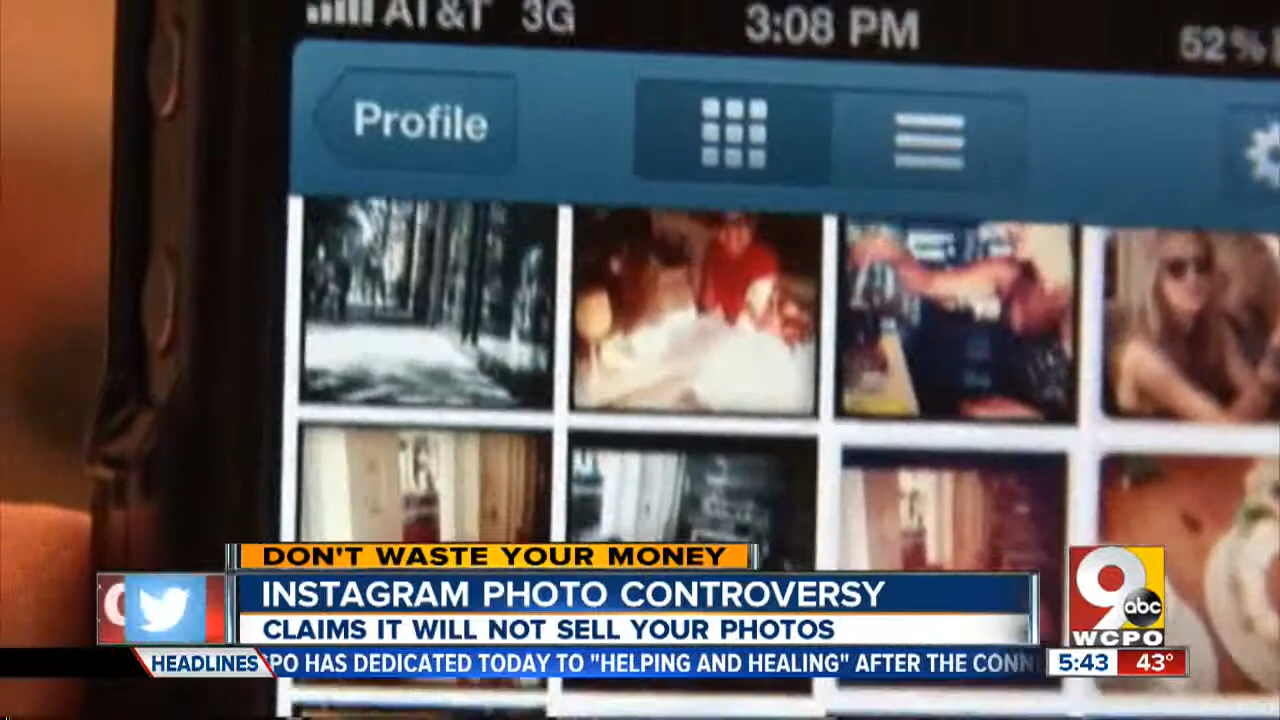 AT&T 3G 3:08 PM 52%
Profile
DON'T WASTE YOUR MONEY
INSTAGRAM PHOTO CONTROVERSY
CLAIMS IT WILL NOT SELL YOUR PHOTOS
9
abc
WCPO
HEADLINES
PO HAS DEDICATED TODAY TO "HELPING AND HEALING" AFTER THE CONN
5:43 43°